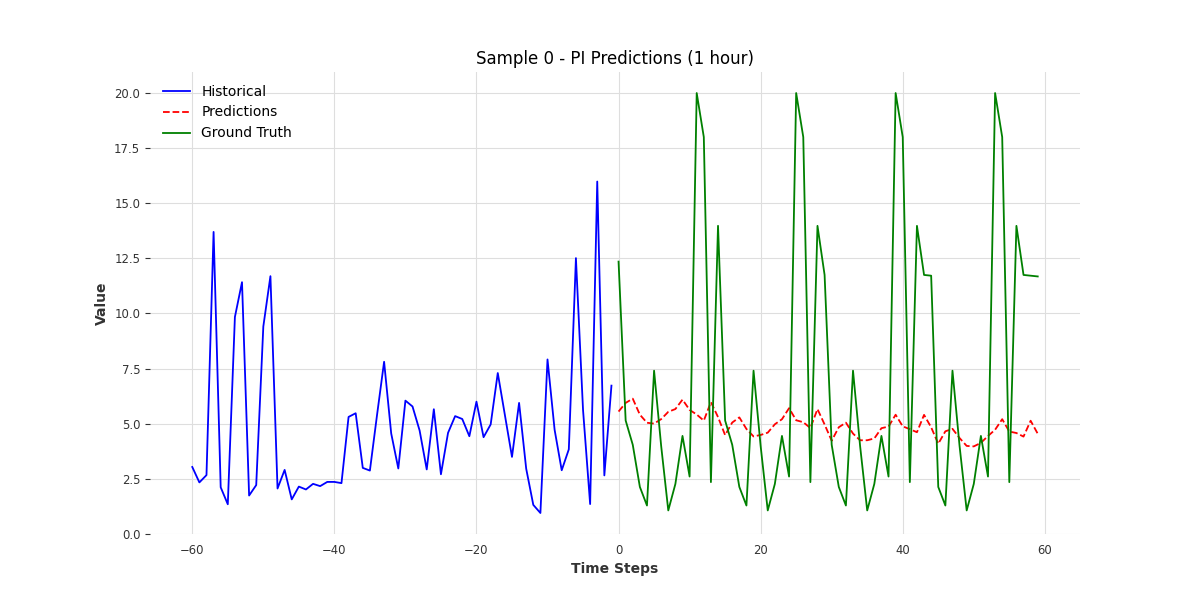 Sample 0 - PI Predictions (1 hour)
Historical
Predictions
Ground Truth
20.0
17.5
15.0
12.5
10.0
7.5
5.0
2.5
0.0
Value
−60
−40
−20
0
20
40
60
Time Steps